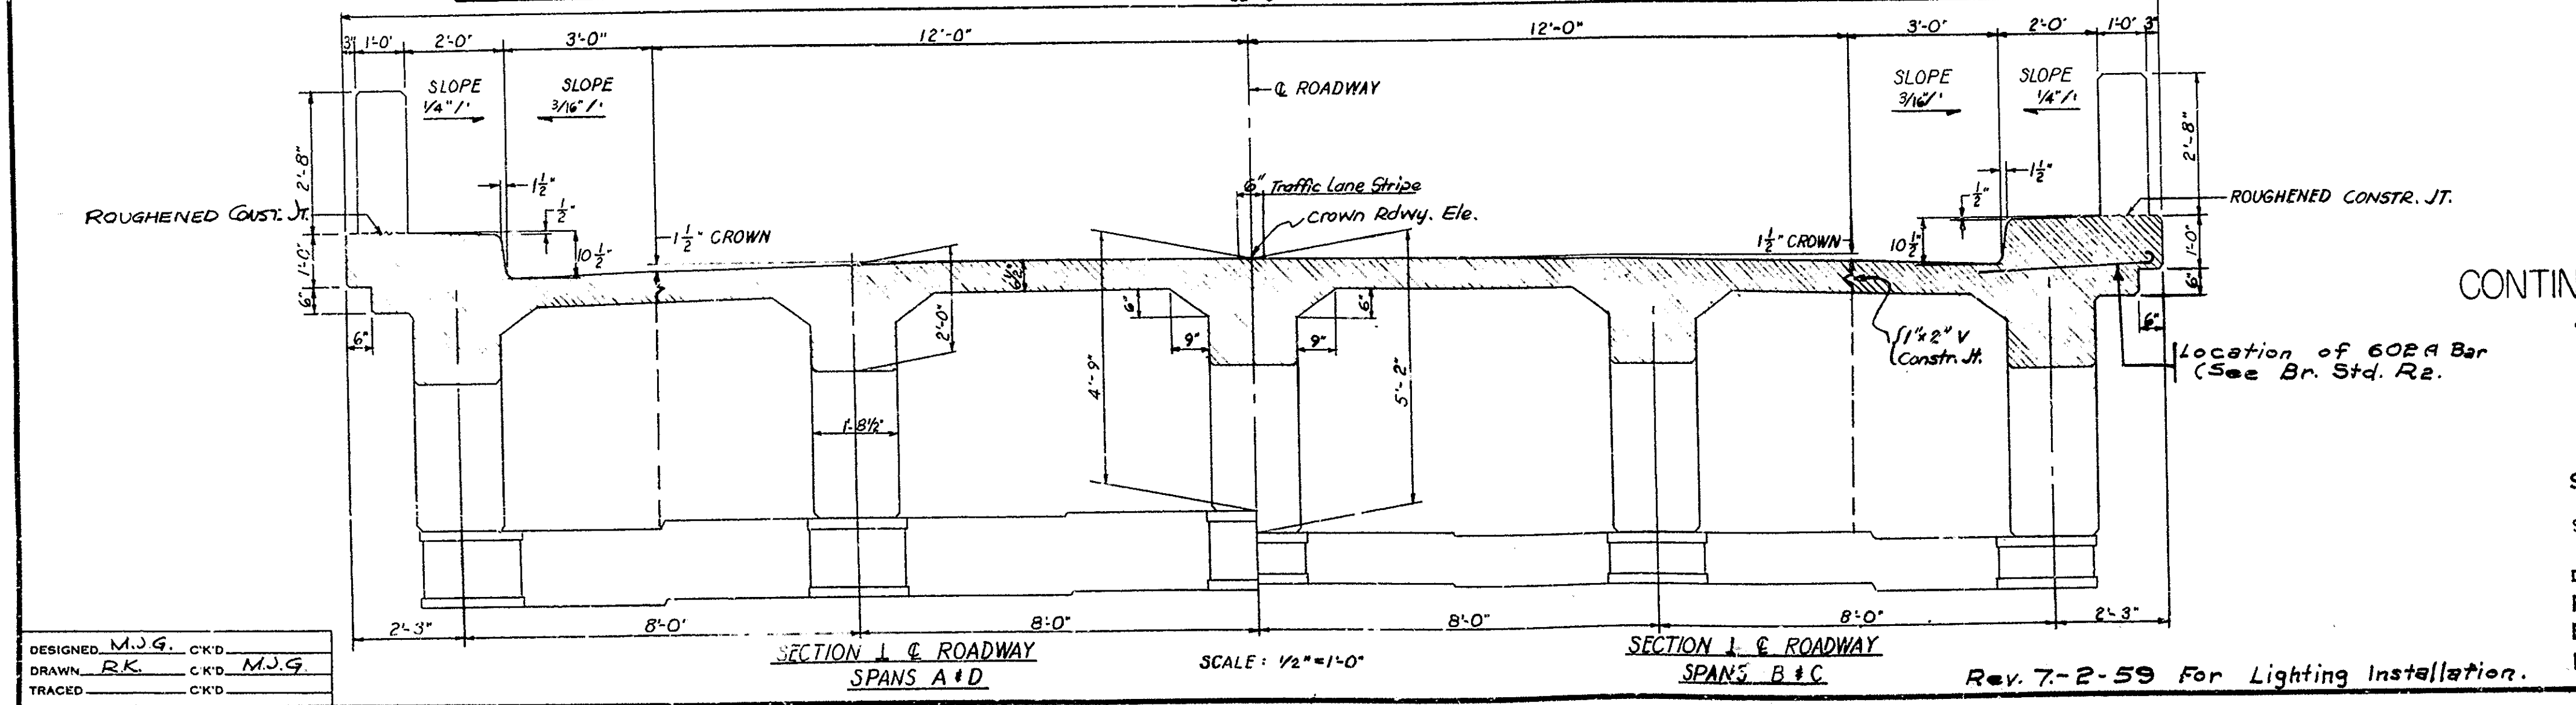 3" 1'-0" 2'-0" 3'-0" 12'-0" 12'-0" 3'-0" 2'-0" 1'-0" 3"
SLOPE 1/4"/'
SLOPE 3/16"/'
℄ ROADWAY
SLOPE 3/16"/'
SLOPE 1/4"/'
2'-8"
1 1/2"
6" Traffic Lane Stripe
1 1/2"
2'-8"
ROUGHENED CONST. JT.
1/2"
Crown Rdwy. Ele.
1/2"
ROUGHENED CONSTR. JT.
1'-0"
10 1/2"
1 1/2" CROWN
1 1/2" CROWN
10 1/2"
1'-0"
6"
6 1/2"
6"
CONTIN
6"
2'-0"
6"
6"
6"
9"
9"
1"x2" V
Constr. Jt.
Location of 602A Bar
(See Br. Std. R2.
4'-9"
5'-2"
1'-8 1/2"
2'-3" 8'-0" 8'-0" 8'-0" 8'-0" 2'-3"
DESIGNED M.J.G. C'K'D
DRAWN R.K. C'K'D M.J.G.
TRACED C'K'D
SECTION ⊥ ℄ ROADWAY
SPANS A & D
SCALE: 1/2"=1'-0"
SECTION ⊥ ℄ ROADWAY
SPANS B & C
Rev. 7-2-59 For Lighting Installation.